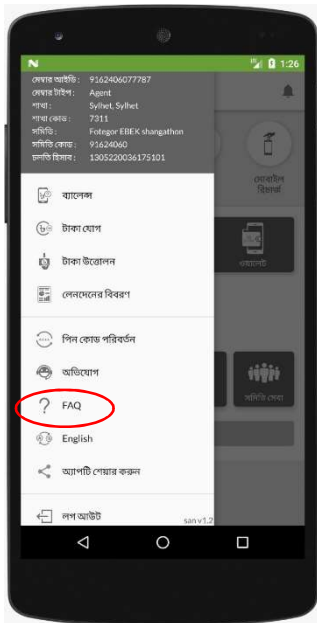 1:26
মেম্বার আইডি : 9162406077787
মেম্বার টাইপ : Agent
শাখা : Sylhet, Sylhet
শাখা কোড : 7311
সমিতি : Fotegor EBEK shangathon
সমিতি কোড : 91624060
চলতি হিসাব : 1305220036175101
মোবাইল
রিচার্জ
ব্যালেন্স
টাকা যোগ
টাকা উত্তোলন
ওয়ালেট
লেনদেনের বিবরণ
পিন কোড পরিবর্তন
অভিযোগ
FAQ
সমিতি সেবা
English
অ্যাপটি শেয়ার করুন
লগ আউট
san v1.2